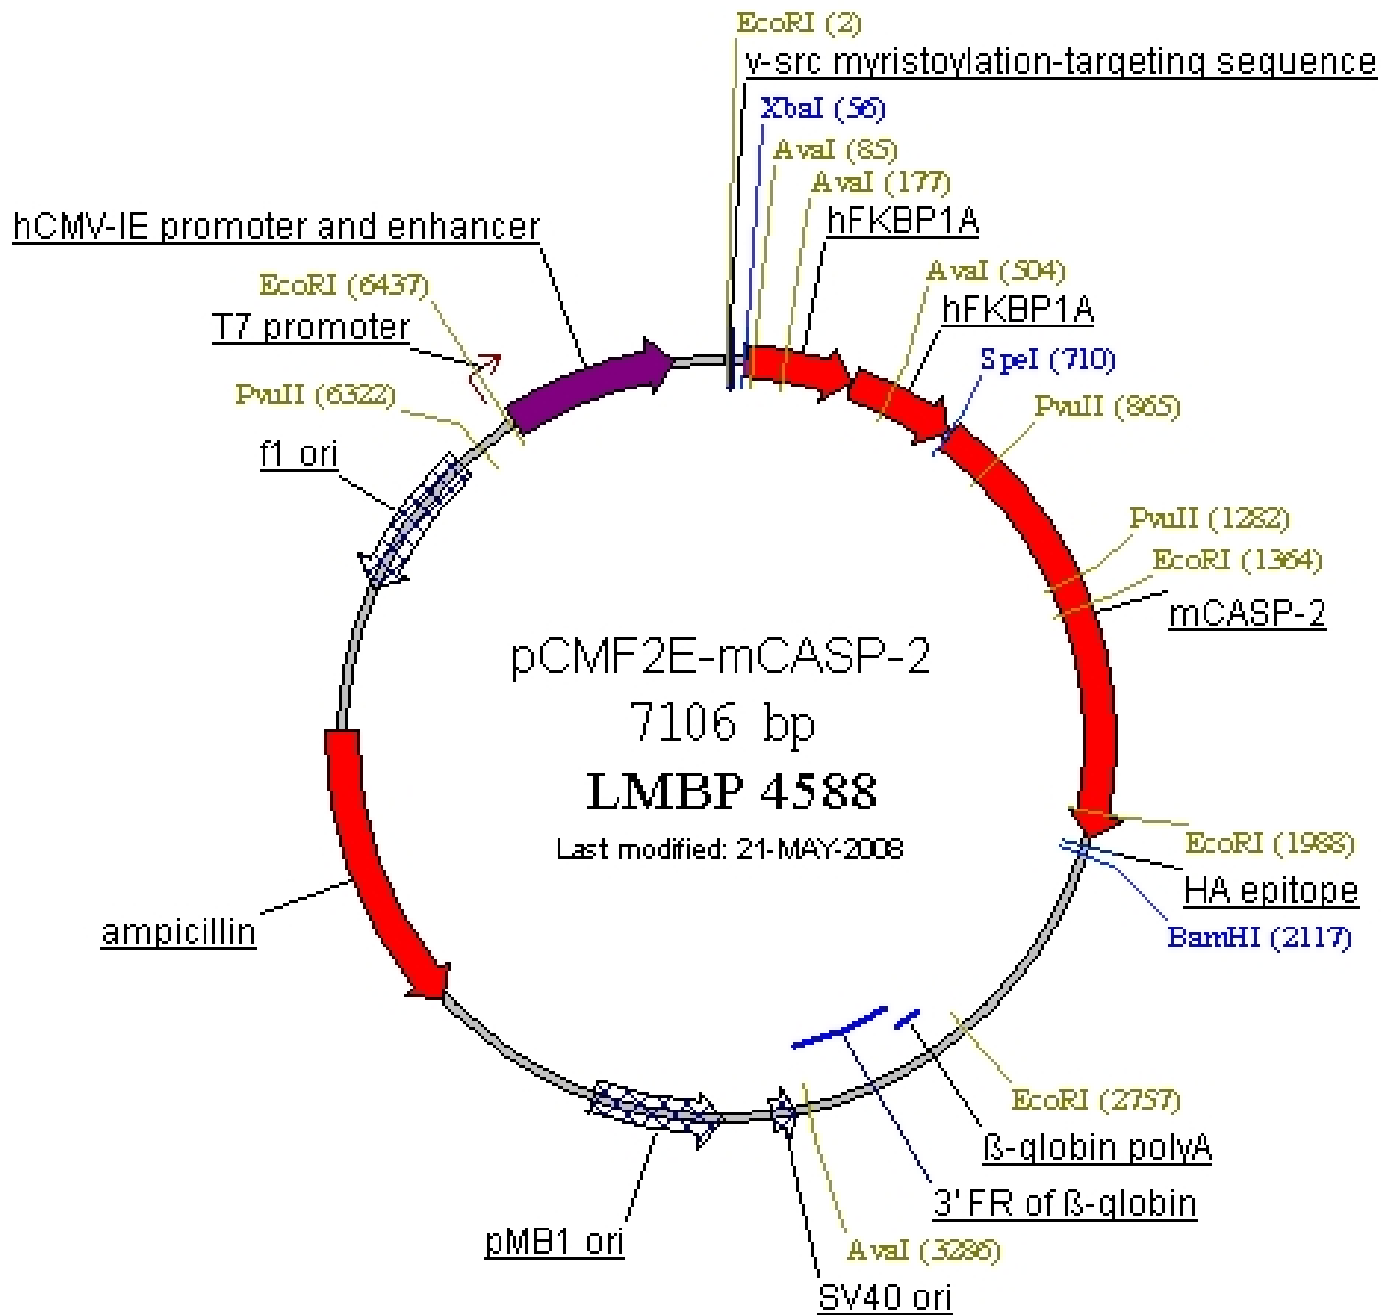 EcoRI (2)
v-src myristoylation-targeting sequence
XbaI (56)
AvaI (85)
AvaI (177)
hFKBP1A
hCMV-IE promoter and enhancer
AvaI (504)
EcoRI (6437)
hFKBP1A
T7 promoter
SpeI (710)
PvuII (6322)
PvuII (865)
f1 ori
PvuII (1282)
EcoRI (1364)
mCASP-2
pCMF2E-mCASP-2
7106 bp
LMBP 4588
Last modified: 21-MAY-2008
EcoRI (1988)
HA epitope
ampicillin
BamHI (2117)
EcoRI (2757)
ß-globin polyA
3' FR of ß-globin
pMB1 ori
AvaI (3286)
SV40 ori